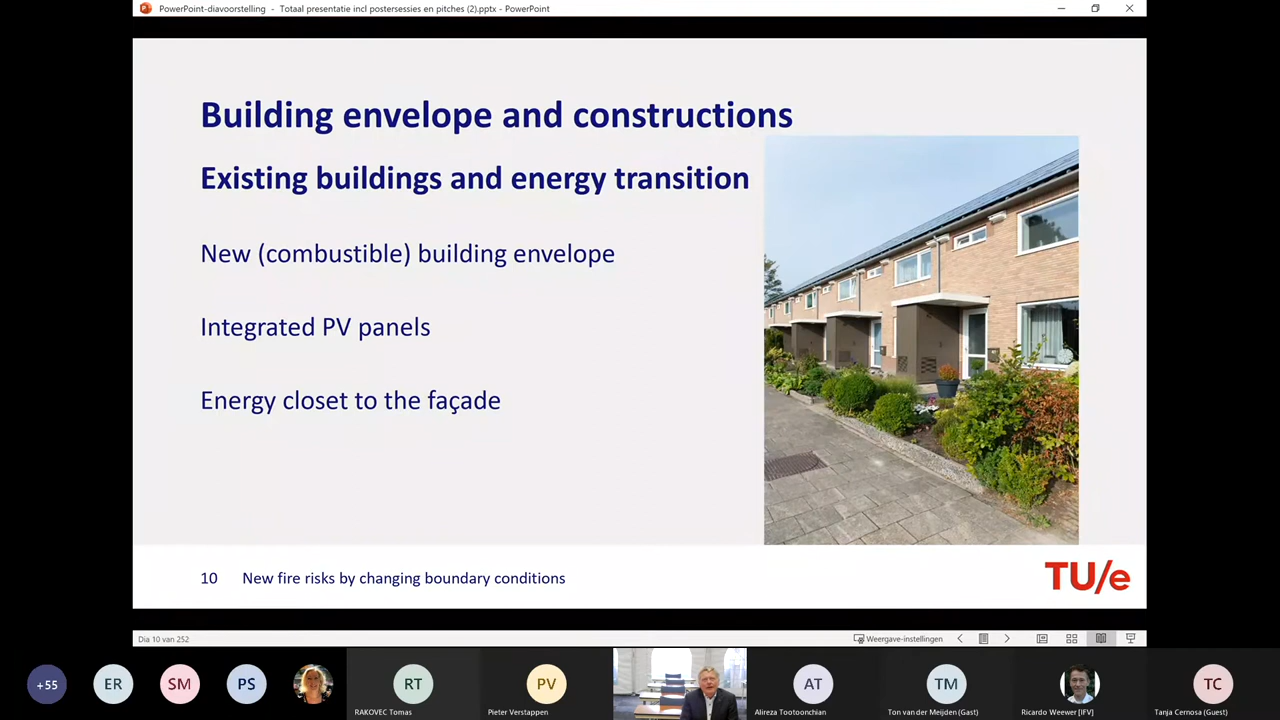 PowerPoint-diavoorstelling - Totaal presentatie incl postersessies en pitches (2).pptx - PowerPoint
Building envelope and constructions
Existing buildings and energy transition
New (combustible) building envelope
Integrated PV panels
Energy closet to the façade
10 New fire risks by changing boundary conditions
TU/e
Dia 10 van 252
Weergave-instellingen
+55
ER
SM
PS
RT
PV
AT
TM
TC
RAKOVEC Tomas
Pieter Verstappen
Alireza Tootoonchian
Ton van der Meijden (Gast)
Ricardo Weewer [IFV]
Tanja Cernosa (Guest)